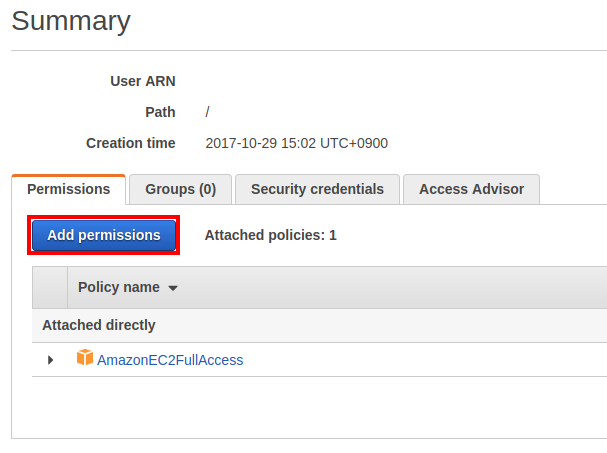 Summary
User ARN
Path /
Creation time 2017-10-29 15:02 UTC+0900
Permissions Groups (0) Security credentials Access Advisor
Add permissions Attached policies: 1
Policy name
Attached directly
AmazonEC2FullAccess